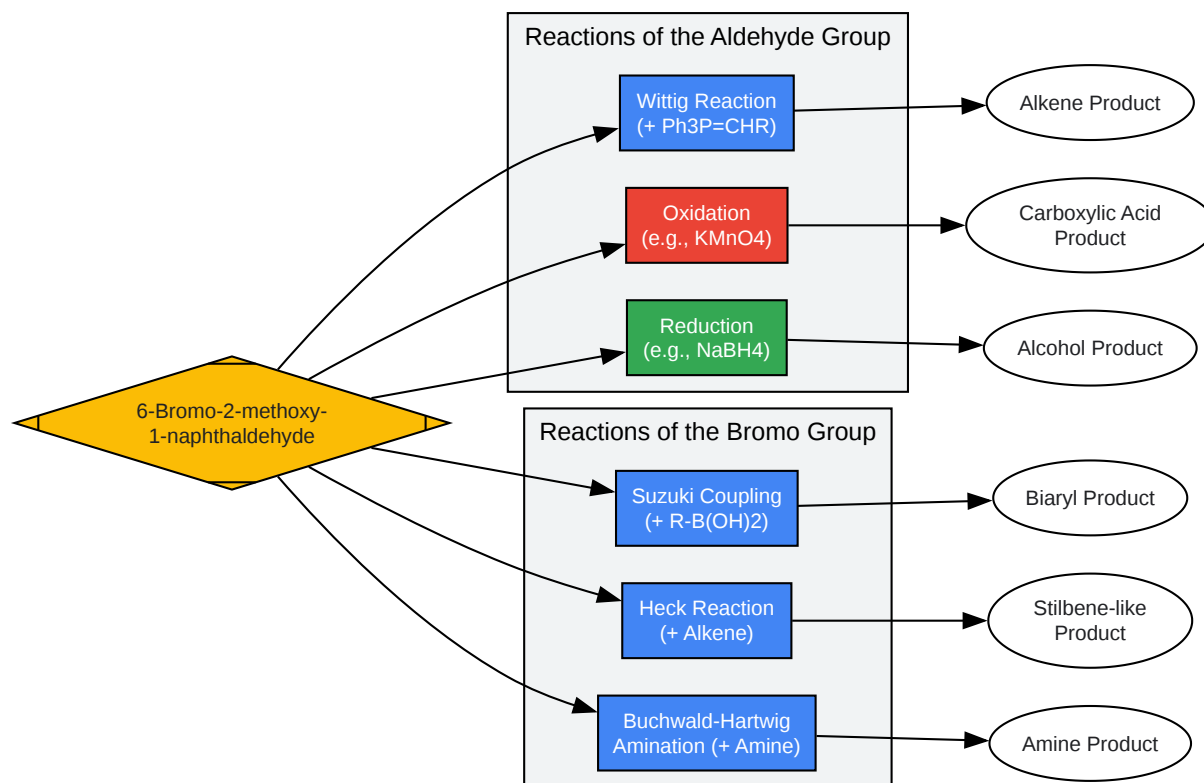 Reactions of the Aldehyde Group
Wittig Reaction
(+ Ph3P=CHR)
Alkene Product
Oxidation
(e.g., KMnO4)
Carboxylic Acid
Product
Reduction
(e.g., NaBH4)
Alcohol Product
6-Bromo-2-methoxy-
1-naphthaldehyde
Reactions of the Bromo Group
Suzuki Coupling
(+ R-B(OH)2)
Biaryl Product
Heck Reaction
(+ Alkene)
Stilbene-like
Product
Buchwald-Hartwig
Amination (+ Amine)
Amine Product